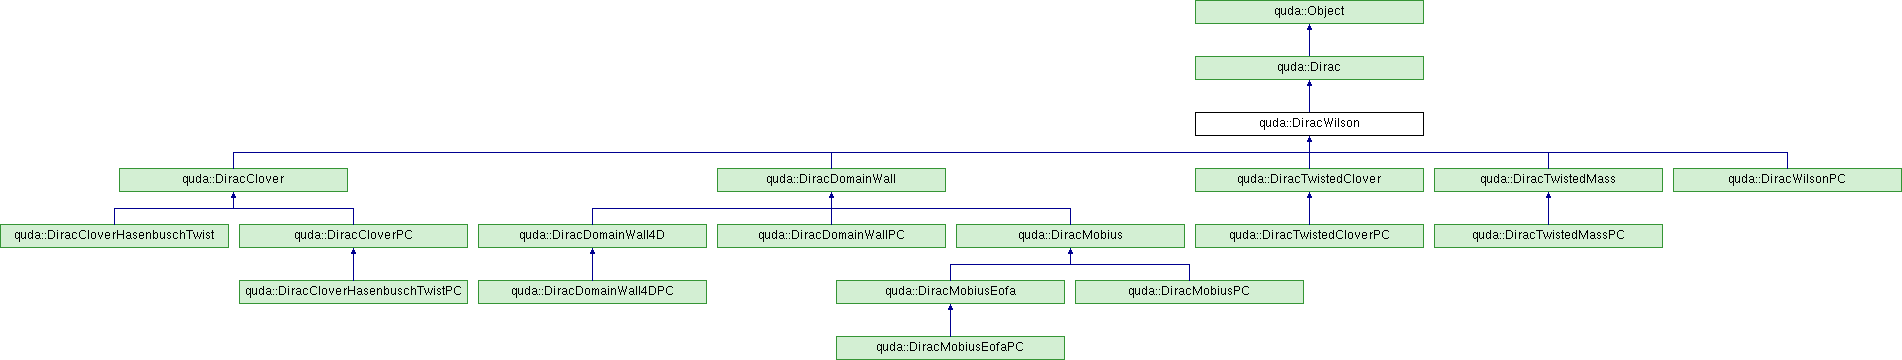 quda::Object
quda::Dirac
quda::DiracWilson
quda::DiracClover
quda::DiracDomainWall
quda::DiracTwistedClover
quda::DiracTwistedMass
quda::DiracWilsonPC
quda::DiracCloverHasenbuschTwist
quda::DiracCloverPC
quda::DiracDomainWall4D
quda::DiracDomainWallPC
quda::DiracMobius
quda::DiracTwistedCloverPC
quda::DiracTwistedMassPC
quda::DiracCloverHasenbuschTwistPC
quda::DiracDomainWall4DPC
quda::DiracMobiusEofa
quda::DiracMobiusPC
quda::DiracMobiusEofaPC